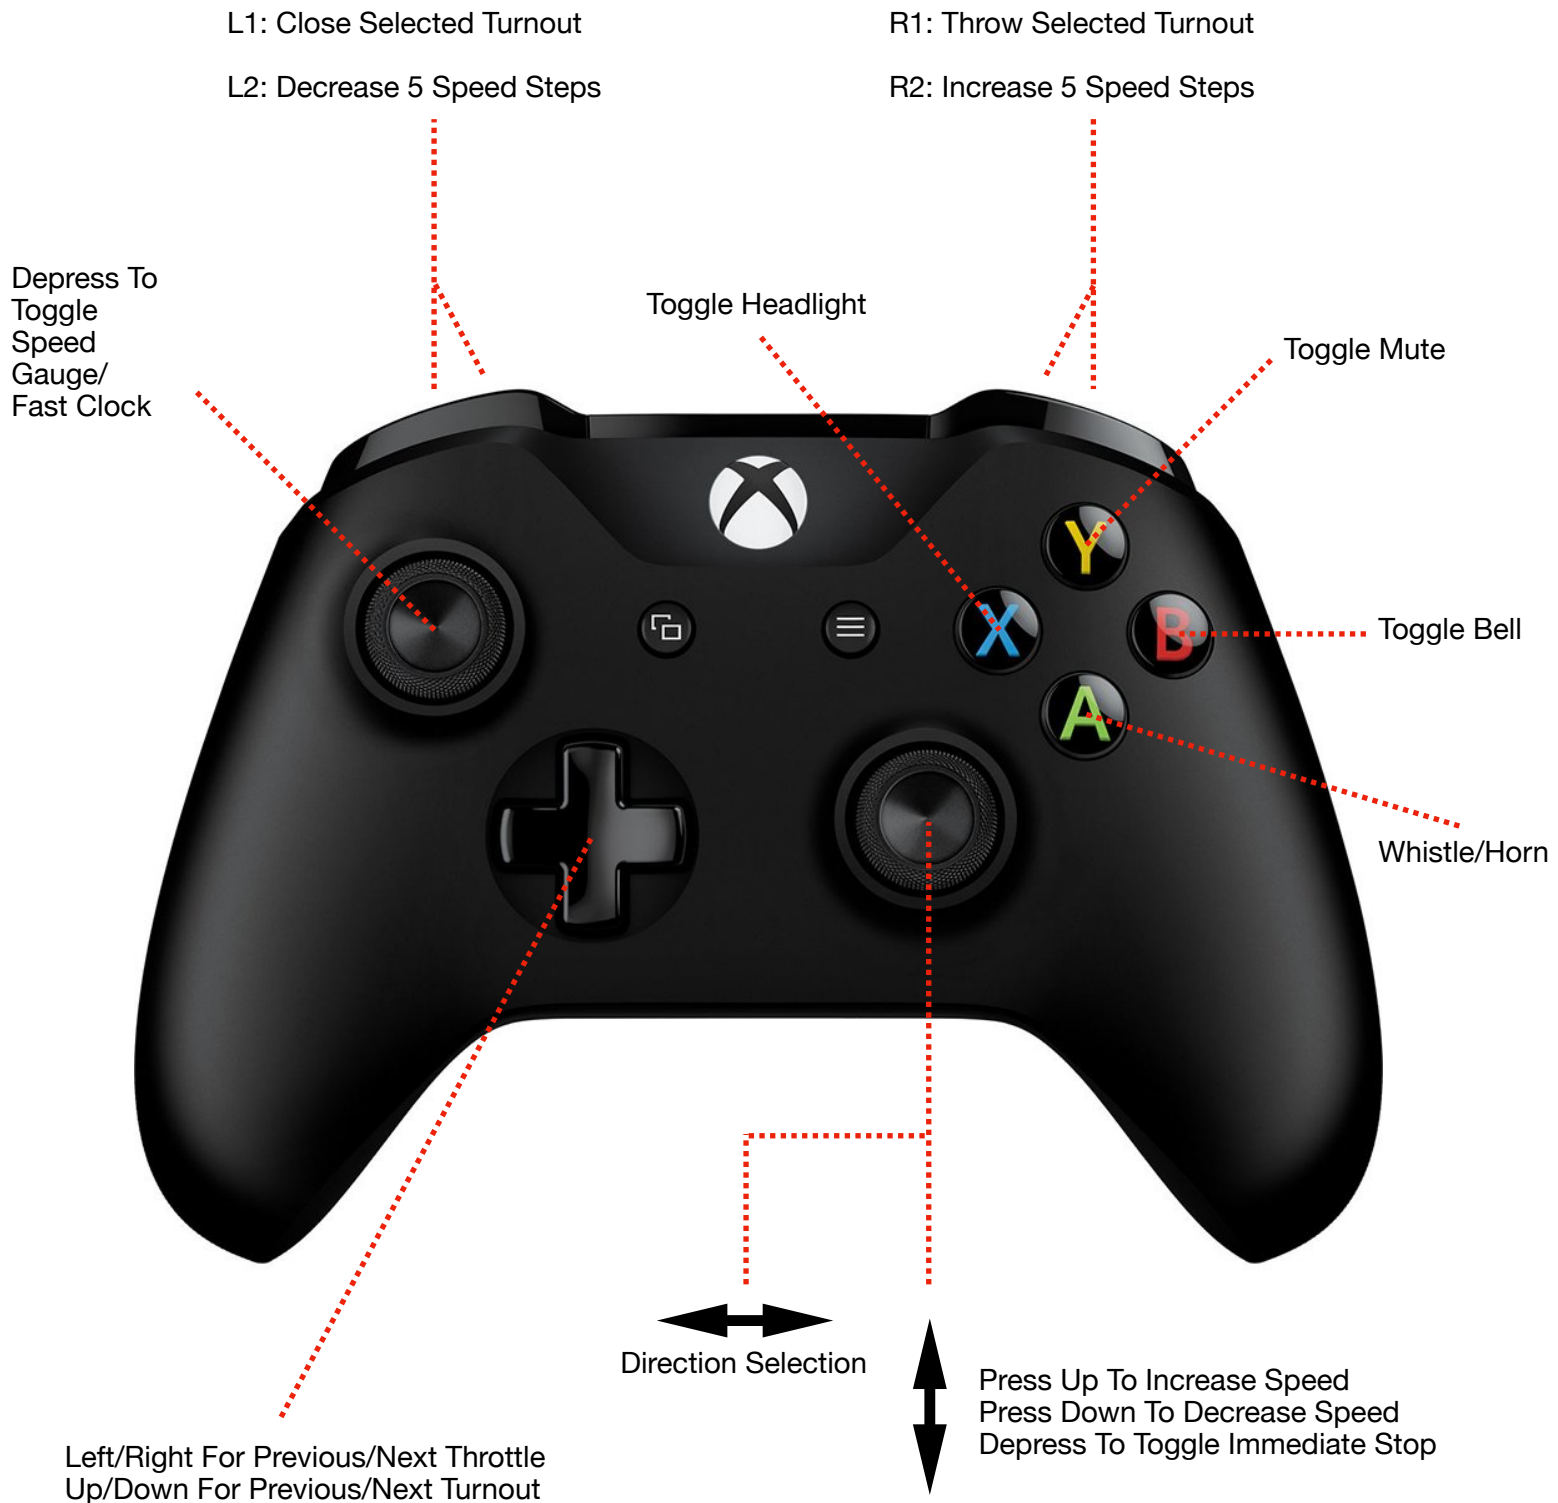 L1: Close Selected Turnout
R1: Throw Selected Turnout
L2: Decrease 5 Speed Steps
R2: Increase 5 Speed Steps
Depress To
Toggle
Speed
Gauge/
Fast Clock
Toggle Headlight
Toggle Mute
Y
X
B
Toggle Bell
A
Whistle/Horn
Direction Selection
Press Up To Increase Speed
Press Down To Decrease Speed
Depress To Toggle Immediate Stop
Left/Right For Previous/Next Throttle
Up/Down For Previous/Next Turnout